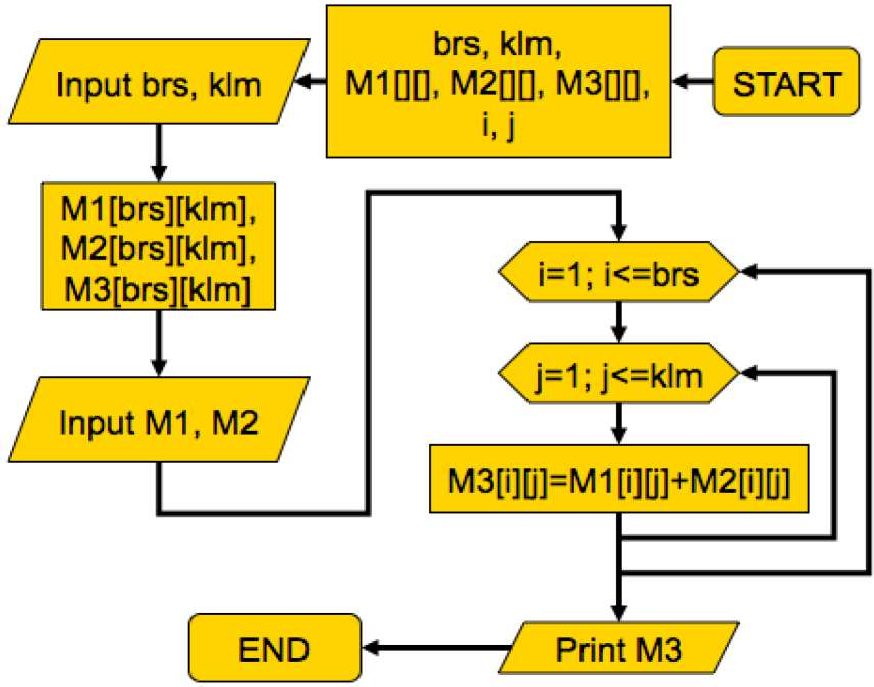 START
brs, klm,
M1[][], M2[][], M3[][],
i, j
Input brs, klm
M1[brs][klm],
M2[brs][klm],
M3[brs][klm]
Input M1, M2
i=1; i<=brs
j=1; j<=klm
M3[i][j]=M1[i][j]+M2[i][j]
Print M3
END